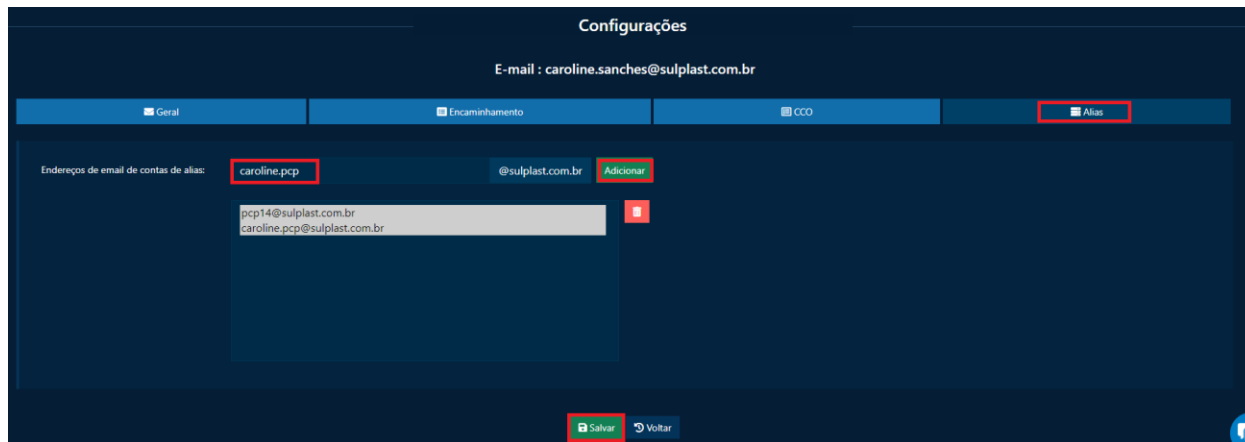 Configurações
E-mail : caroline.sanches@sulplast.com.br
Geral
Encaminhamento
CCO
Alias
Endereços de email de contas de alias:
caroline.pcp
@sulplast.com.br
Adicionar
pcp14@sulplast.com.br
caroline.pcp@sulplast.com.br
Salvar
Voltar